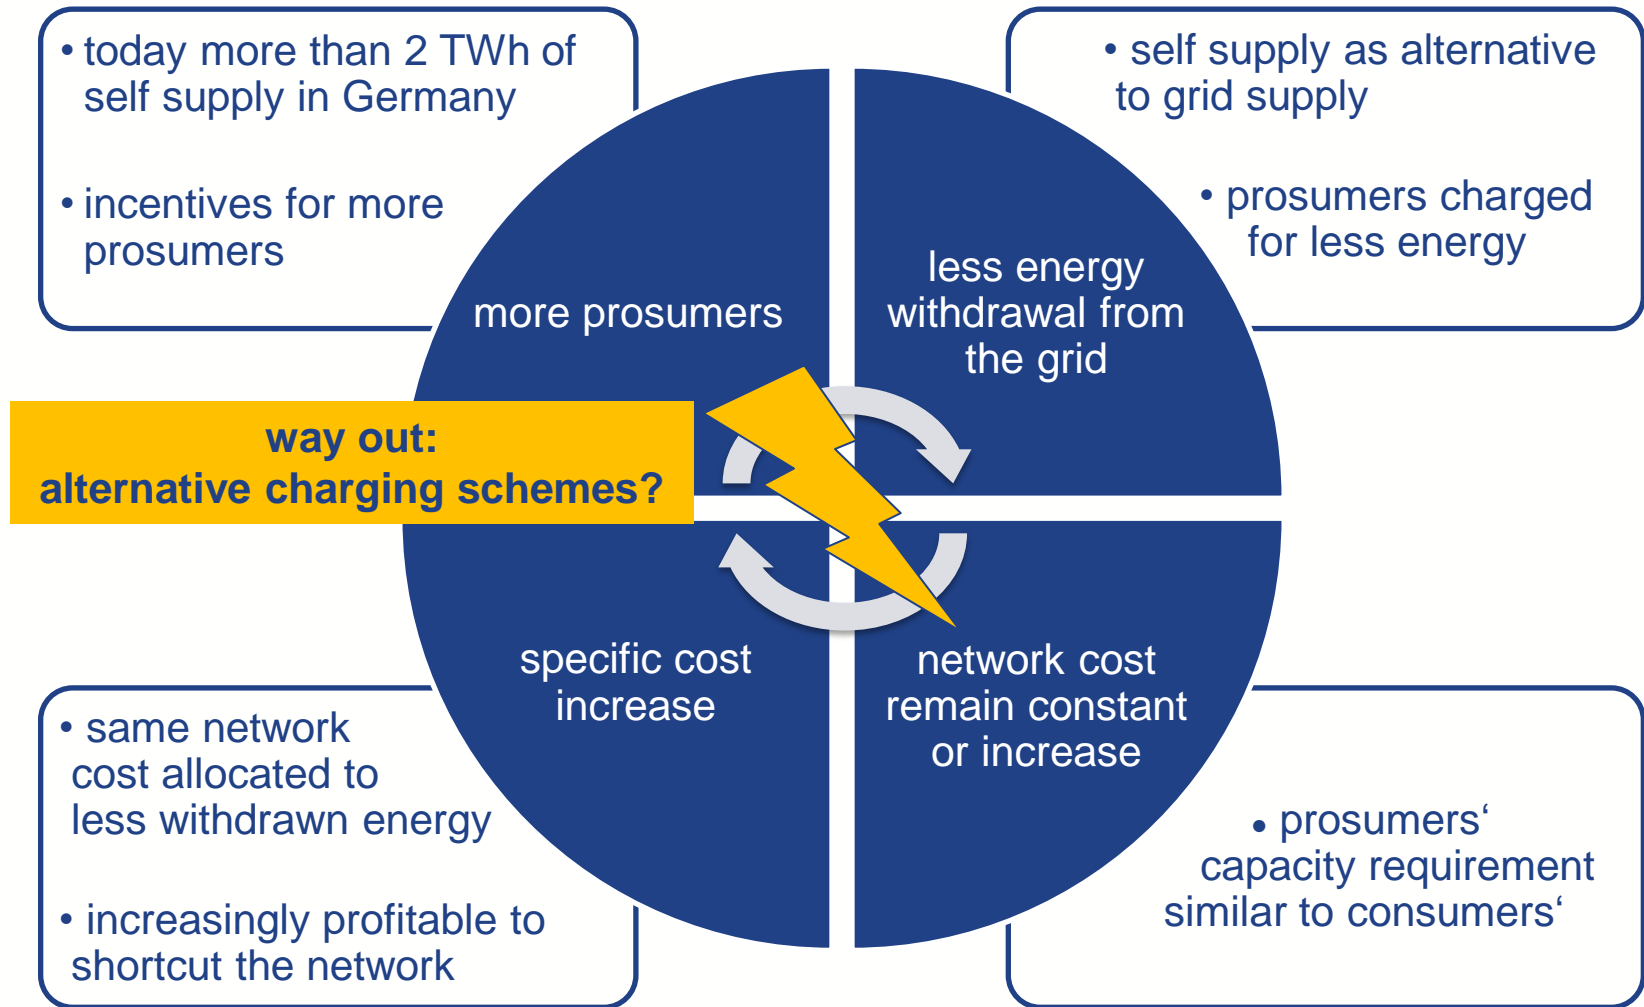 • today more than 2 TWh of
self supply in Germany
• incentives for more
prosumers
• self supply as alternative
to grid supply
• prosumers charged
for less energy
more prosumers
less energy
withdrawal from
the grid
way out:
alternative charging schemes?
specific cost
increase
network cost
remain constant
or increase
• same network
cost allocated to
less withdrawn energy
• increasingly profitable to
shortcut the network
• prosumers‘
capacity requirement
similar to consumers‘